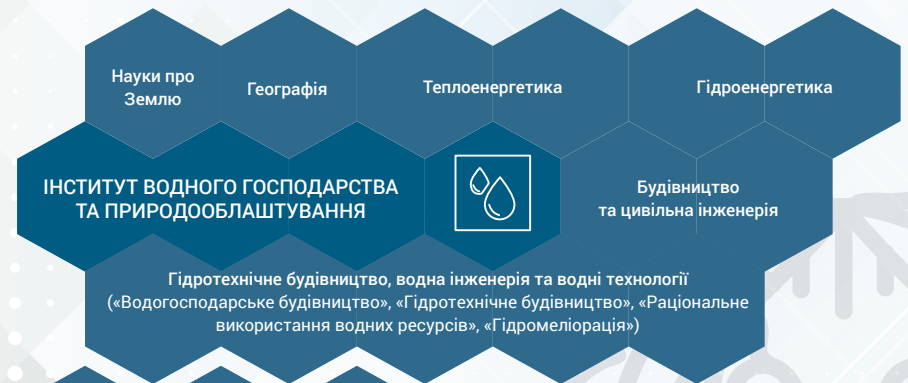 Науки про
Землю
Географія
Теплоенергетика
Гідроенергетика
ІНСТИТУТ ВОДНОГО ГОСПОДАРСТВА
ТА ПРИРОДООБЛАШТУВАННЯ
Будівництво
та цивільна інженерія
Гідротехнічне будівництво, водна інженерія та водні технології
(«Водогосподарське будівництво», «Гідротехнічне будівництво», «Раціональне
використання водних ресурсів», «Гідромеліорація»)